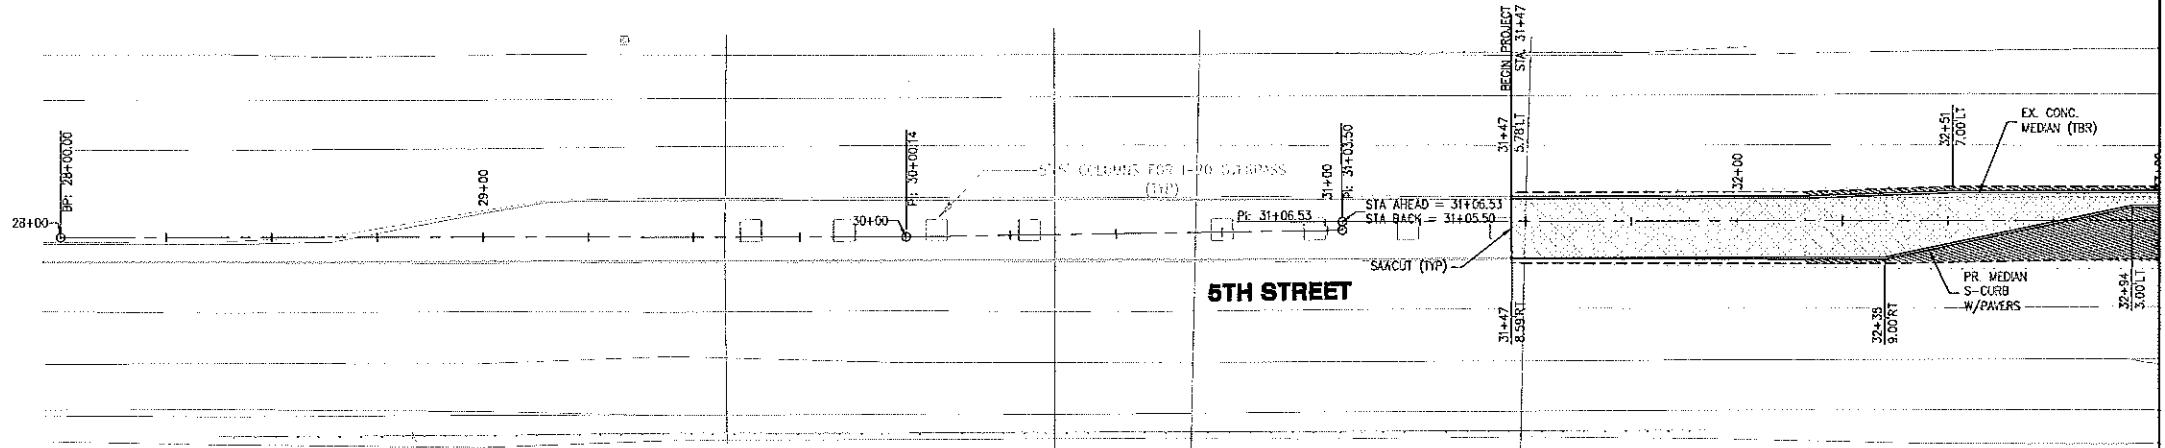 BEGIN PROJECT
STA. 31+47
31+47
5.78'LT
32+51
7.00'LT
EX. CONC.
MEDIAN (TBR)
BP: 28+00.00
28+00
29+00
PI: 30+00.14
30+00
COLUMNS FOR I-20 OVERPASS
(TYP)
31+00
PI: 31+03.50
PI: 31+06.53
STA AHEAD = 31+06.53
STA BACK = 31+05.50
32+00
SAWCUT (TYP)
5TH STREET
31+47
8.59'RT
9.00'RT
PR. MEDIAN
S-CURB
W/PAVERS
32+94
3.00'LT